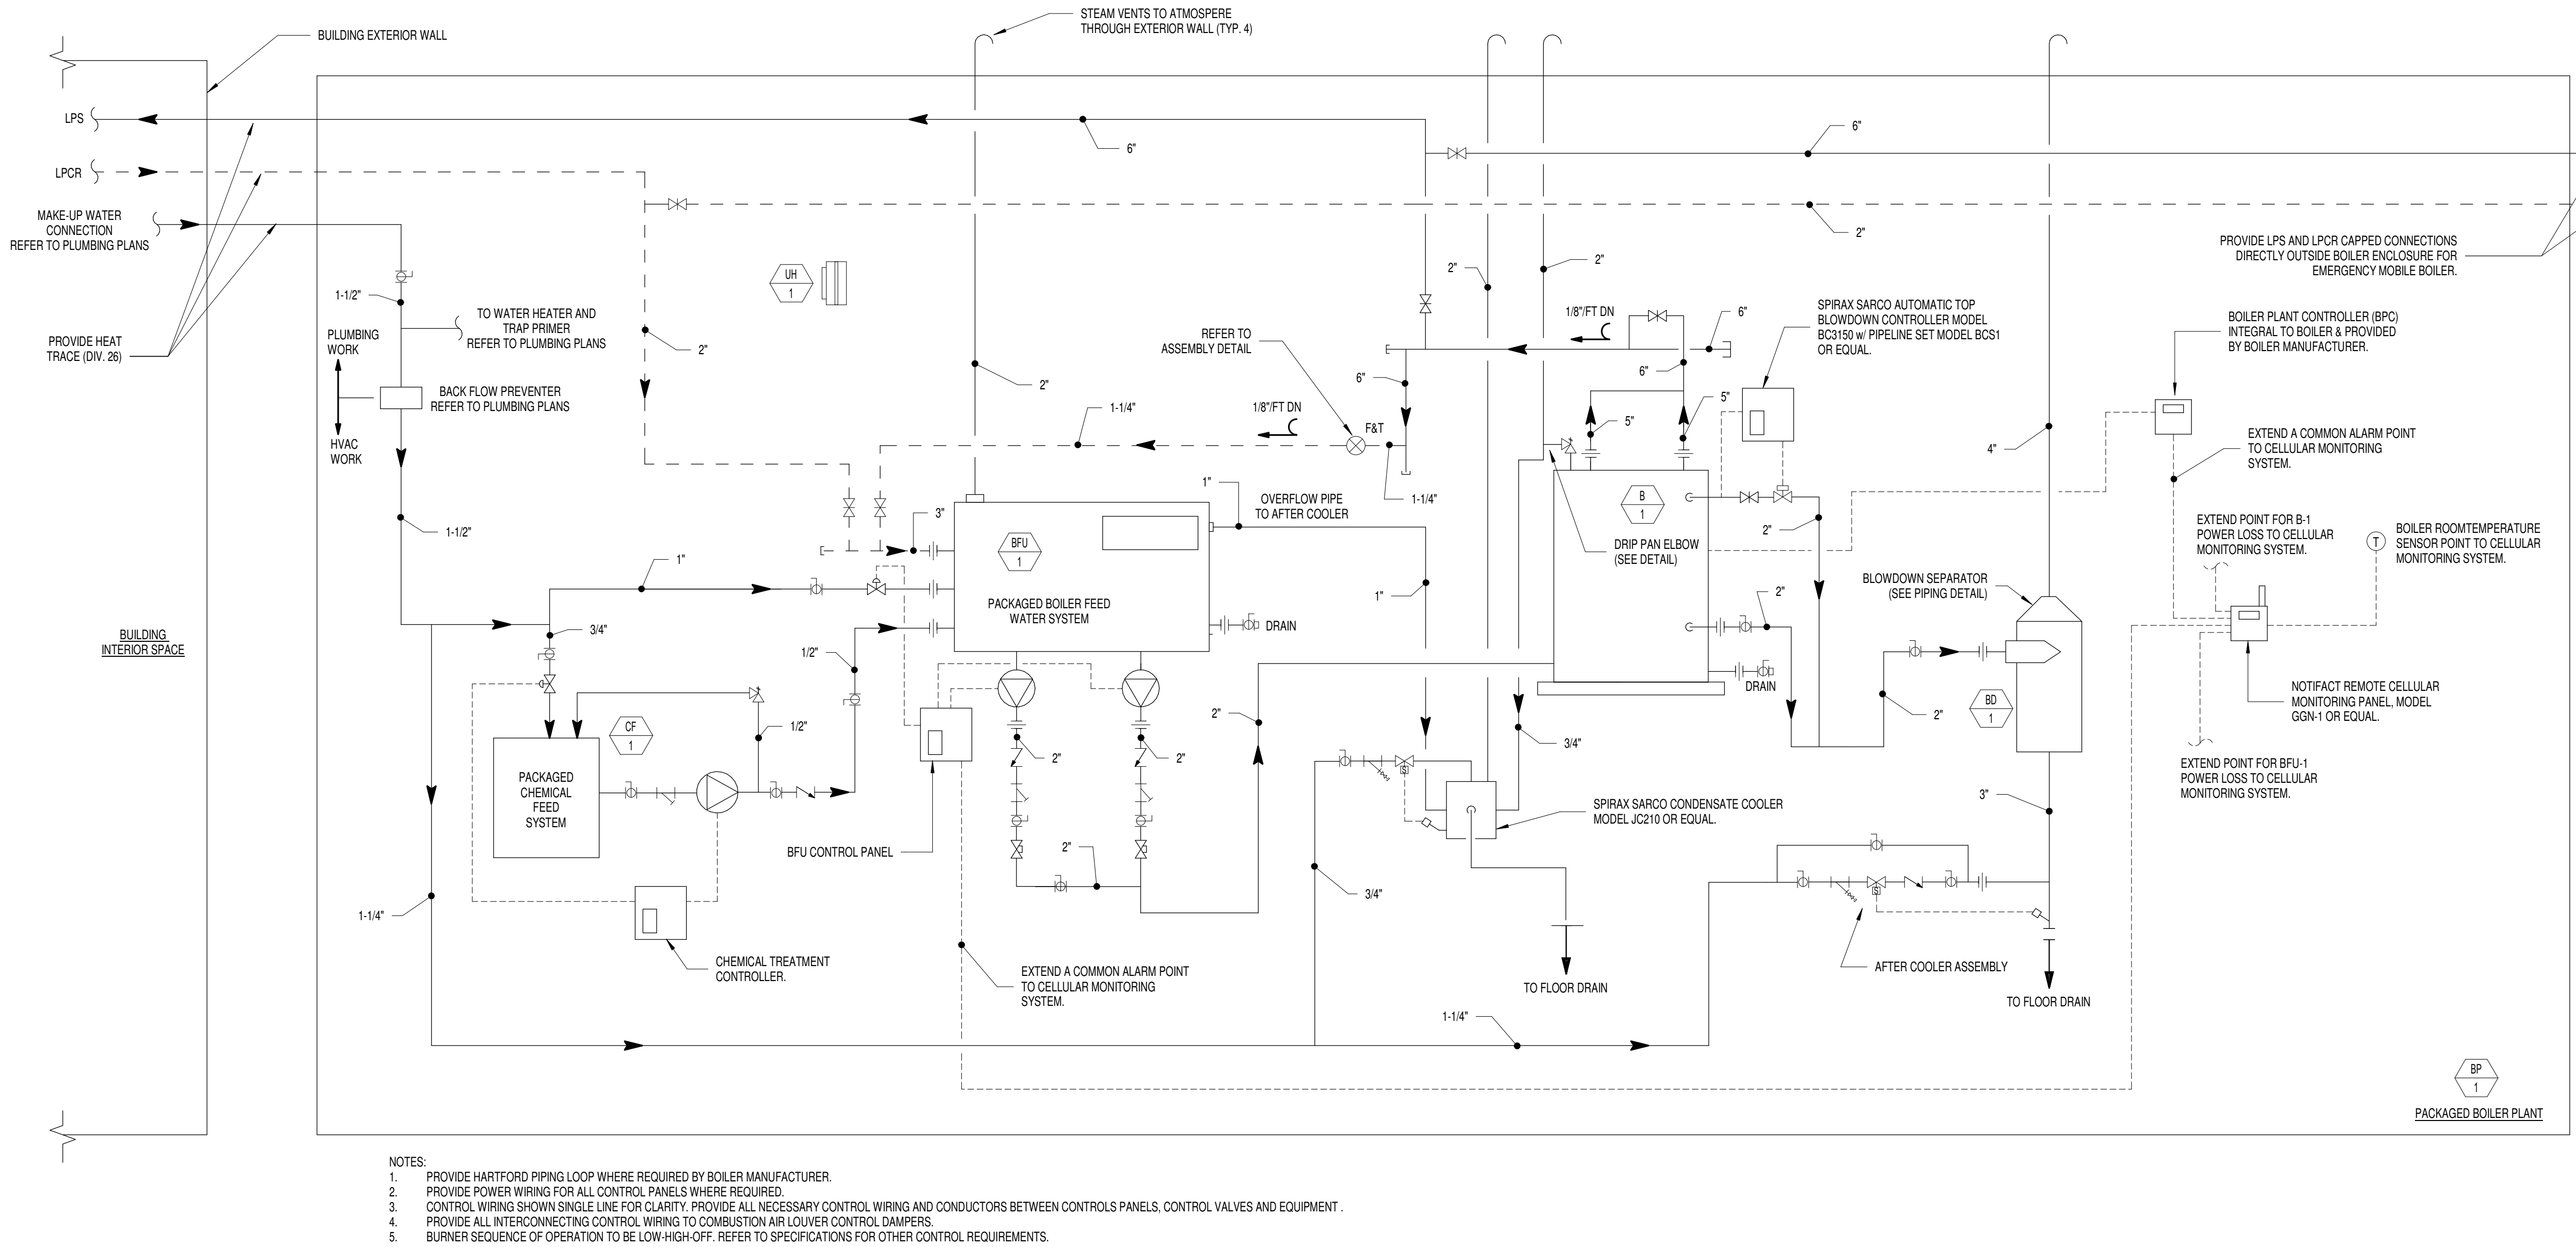 STEAM VENTS TO ATMOSPERE
THROUGH EXTERIOR WALL (TYP. 4)
BUILDING EXTERIOR WALL
LPS
6"
6"
LPCR
MAKE-UP WATER
CONNECTION
REFER TO PLUMBING PLANS
2"
PROVIDE LPS AND LPCR CAPPED CONNECTIONS
DIRECTLY OUTSIDE BOILER ENCLOSURE FOR
EMERGENCY MOBILE BOILER.
UH
1
2"
2"
1-1/2"
PLUMBING
WORK
TO WATER HEATER AND
TRAP PRIMER
REFER TO PLUMBING PLANS
PROVIDE HEAT
TRACE (DIV. 26)
2"
REFER TO
ASSEMBLY DETAIL
1/8"/FT DN
6"
SPIRAX SARCO AUTOMATIC TOP
BLOWDOWN CONTROLLER MODEL
BC3150 w/ PIPELINE SET MODEL BCS1
OR EQUAL.
BOILER PLANT CONTROLLER (BPC)
INTEGRAL TO BOILER & PROVIDED
BY BOILER MANUFACTURER.
BACK FLOW PREVENTER
REFER TO PLUMBING PLANS
HVAC
WORK
2"
1-1/4"
1/8"/FT DN
F&T
6"
6"
5"
5"
4"
EXTEND A COMMON ALARM POINT
TO CELLULAR MONITORING
SYSTEM.
1-1/2"
1"
OVERFLOW PIPE
TO AFTER COOLER
1-1/4"
B
1
2"
3"
BFU
1
DRIP PAN ELBOW
(SEE DETAIL)
EXTEND POINT FOR B-1
POWER LOSS TO CELLULAR
MONITORING SYSTEM.
T
BOILER ROOMTEMPERATURE
SENSOR POINT TO CELLULAR
MONITORING SYSTEM.
1"
PACKAGED BOILER FEED
WATER SYSTEM
DRAIN
1"
2"
BLOWDOWN SEPARATOR
(SEE PIPING DETAIL)
BUILDING
INTERIOR SPACE
3/4"
1/2"
DRAIN
2"
BD
1
NOTIFACT REMOTE CELLULAR
MONITORING PANEL, MODEL
GGN-1 OR EQUAL.
CF
1
1/2"
2"
2"
2"
3/4"
PACKAGED
CHEMICAL
FEED
SYSTEM
EXTEND POINT FOR BFU-1
POWER LOSS TO CELLULAR
MONITORING SYSTEM.
S
SPIRAX SARCO CONDENSATE COOLER
MODEL JC210 OR EQUAL.
3"
BFU CONTROL PANEL
2"
3/4"
S
1-1/4"
CHEMICAL TREATMENT
CONTROLLER.
EXTEND A COMMON ALARM POINT
TO CELLULAR MONITORING
SYSTEM.
TO FLOOR DRAIN
AFTER COOLER ASSEMBLY
TO FLOOR DRAIN
1-1/4"
BP
1
PACKAGED BOILER PLANT
NOTES:
1. PROVIDE HARTFORD PIPING LOOP WHERE REQUIRED BY BOILER MANUFACTURER.
2. PROVIDE POWER WIRING FOR ALL CONTROL PANELS WHERE REQUIRED.
3. CONTROL WIRING SHOWN SINGLE LINE FOR CLARITY. PROVIDE ALL NECESSARY CONTROL WIRING AND CONDUCTORS BETWEEN CONTROLS PANELS, CONTROL VALVES AND EQUIPMENT .
4. PROVIDE ALL INTERCONNECTING CONTROL WIRING TO COMBUSTION AIR LOUVER CONTROL DAMPERS.
5. BURNER SEQUENCE OF OPERATION TO BE LOW-HIGH-OFF. REFER TO SPECIFICATIONS FOR OTHER CONTROL REQUIREMENTS.